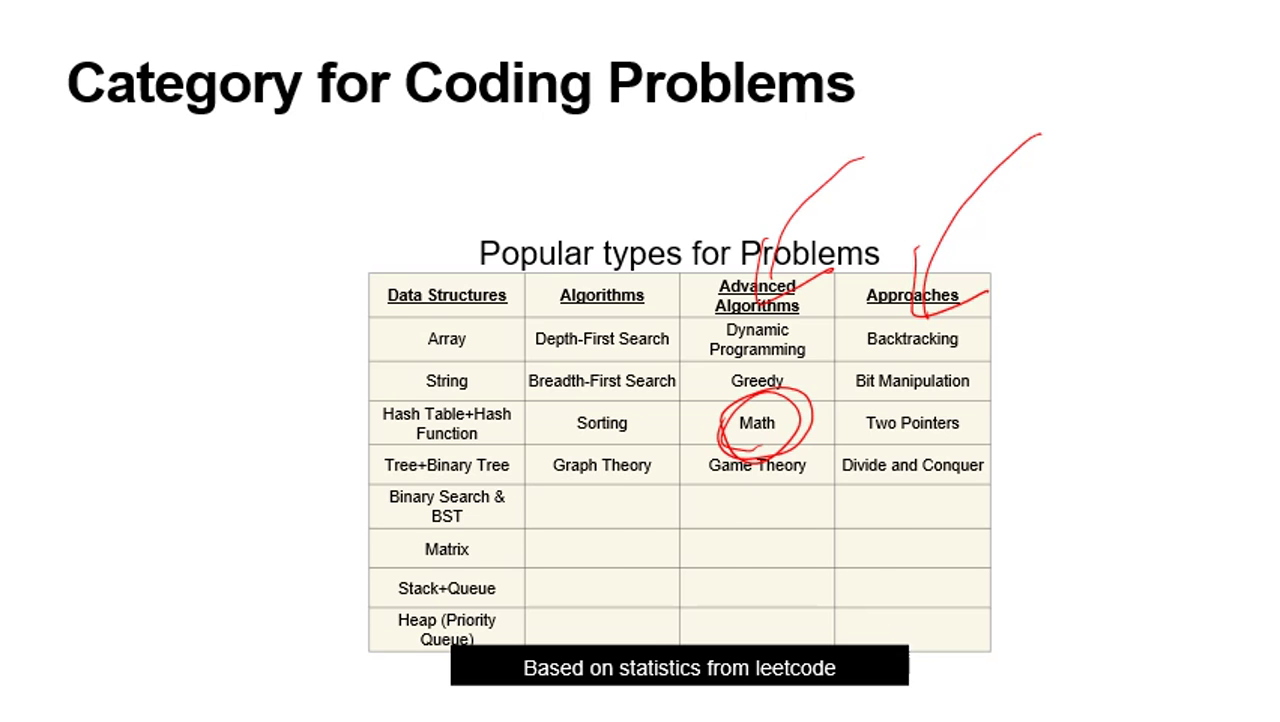 Category for Coding Problems
Popular types for Problems
Data Structures Algorithms Advanced Algorithms Approaches
Array Depth-First Search Dynamic Programming Backtracking
String Breadth-First Search Greedy Bit Manipulation
Hash Table+Hash Function Sorting Math Two Pointers
Tree+Binary Tree Graph Theory Game Theory Divide and Conquer
Binary Search & BST
Matrix
Stack+Queue
Heap (Priority Queue)
Based on statistics from leetcode